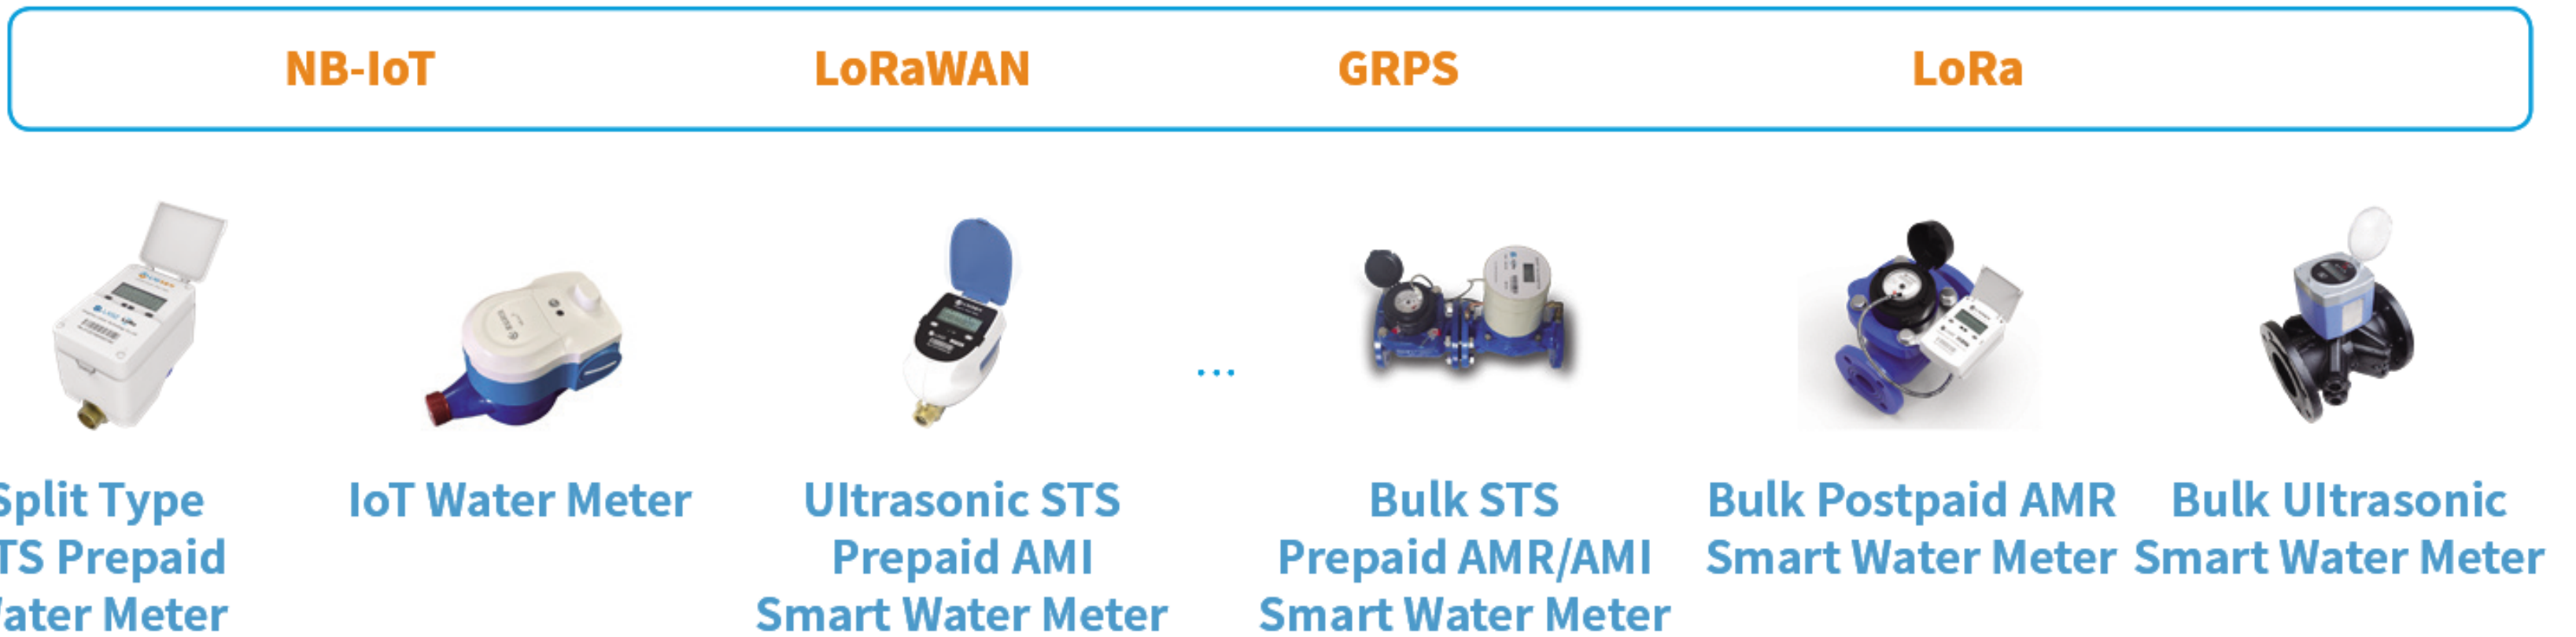 NB-IoT LoRaWAN GRPS LoRa
Split Type
TS Prepaid
ater Meter
IoT Water Meter
Ultrasonic STS
Prepaid AMI
Smart Water Meter
...
Bulk STS
Prepaid AMR/AMI
Smart Water Meter
Bulk Postpaid AMR
Smart Water Meter
Bulk Ultrasonic
Smart Water Meter